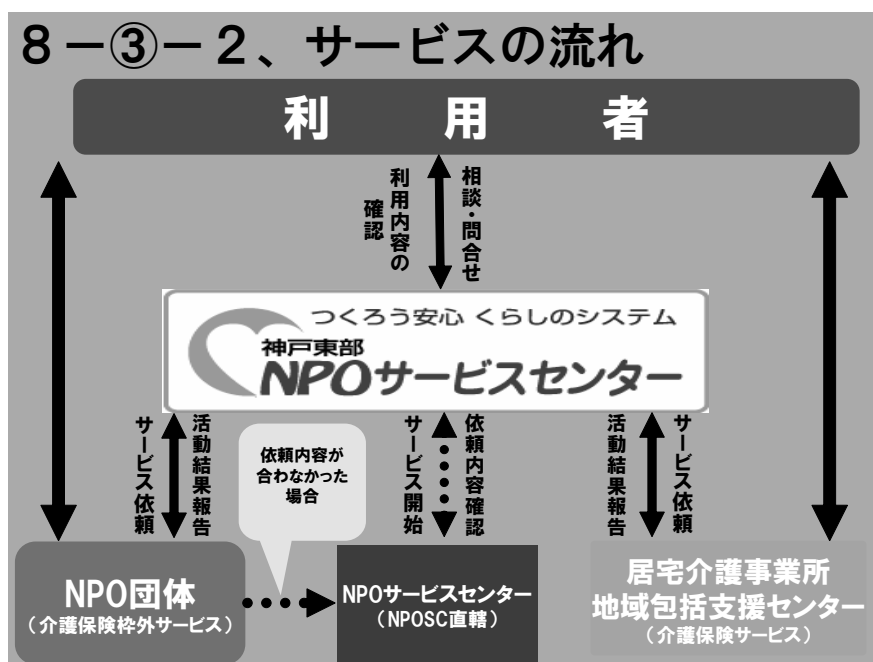 ８－③－２、サービスの流れ
利用者
利用内容の
確認
相談・問合せ
つくろう安心 くらしのシステム
神戸東部
NPOサービスセンター
サービス依頼
活動結果報告
依頼内容が
合わなかった
場合
サービス開始
依頼内容確認
活動結果報告
サービス依頼
NPO団体
（介護保険枠外サービス）
NPOサービスセンター
（NPOSC直轄）
居宅介護事業所
地域包括支援センター
（介護保険サービス）